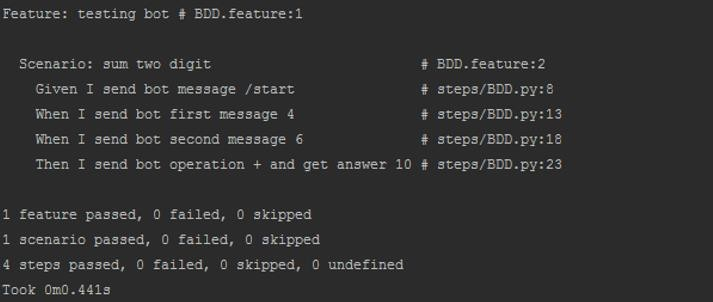 Feature: testing bot # BDD.feature:1
Scenario: sum two digit # BDD.feature:2
Given I send bot message /start # steps/BDD.py:8
When I send bot first message 4 # steps/BDD.py:13
When I send bot second message 6 # steps/BDD.py:18
Then I send bot operation + and get answer 10 # steps/BDD.py:23
1 feature passed, 0 failed, 0 skipped
1 scenario passed, 0 failed, 0 skipped
4 steps passed, 0 failed, 0 skipped, 0 undefined
Took 0m0.441s